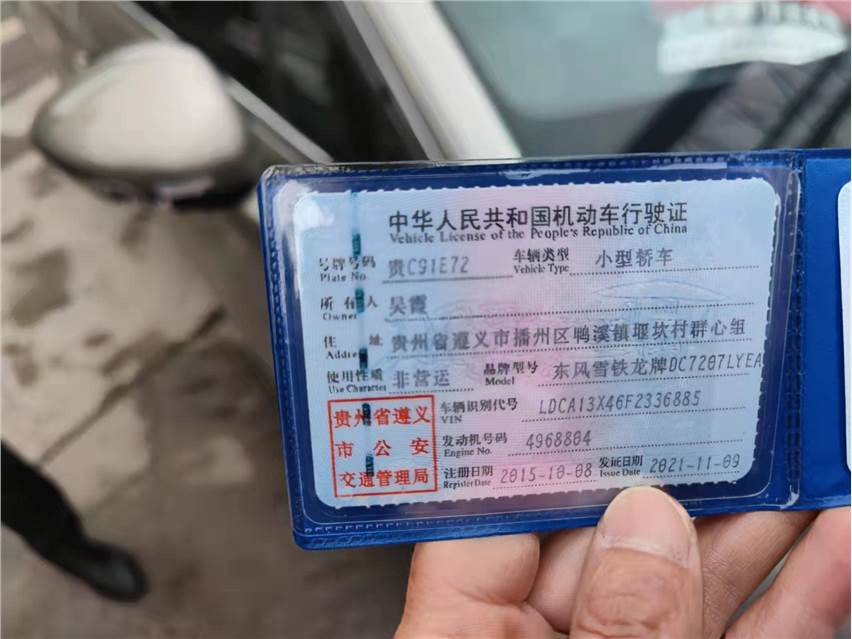 中华人民共和国机动车行驶证
Vehicle License of the People's Republic of China
号牌号码 贵C91E72 车辆类型 小型轿车
Plate No. Vehicle Type
所有人 吴霞
Owner
住址 贵州省遵义市播州区鸭溪镇堰坎村群心组
Address
使用性质 非营运 品牌型号 东风雪铁龙牌DC7207LYEA
Use Character Model
贵州省遵义
市公安
交通管理局
车辆识别代号 LDCA13X46F2336885
VIN
发动机号码 4968804
Engine No.
注册日期 2015-10-08 发证日期 2021-11-09
Register Date Issue Date